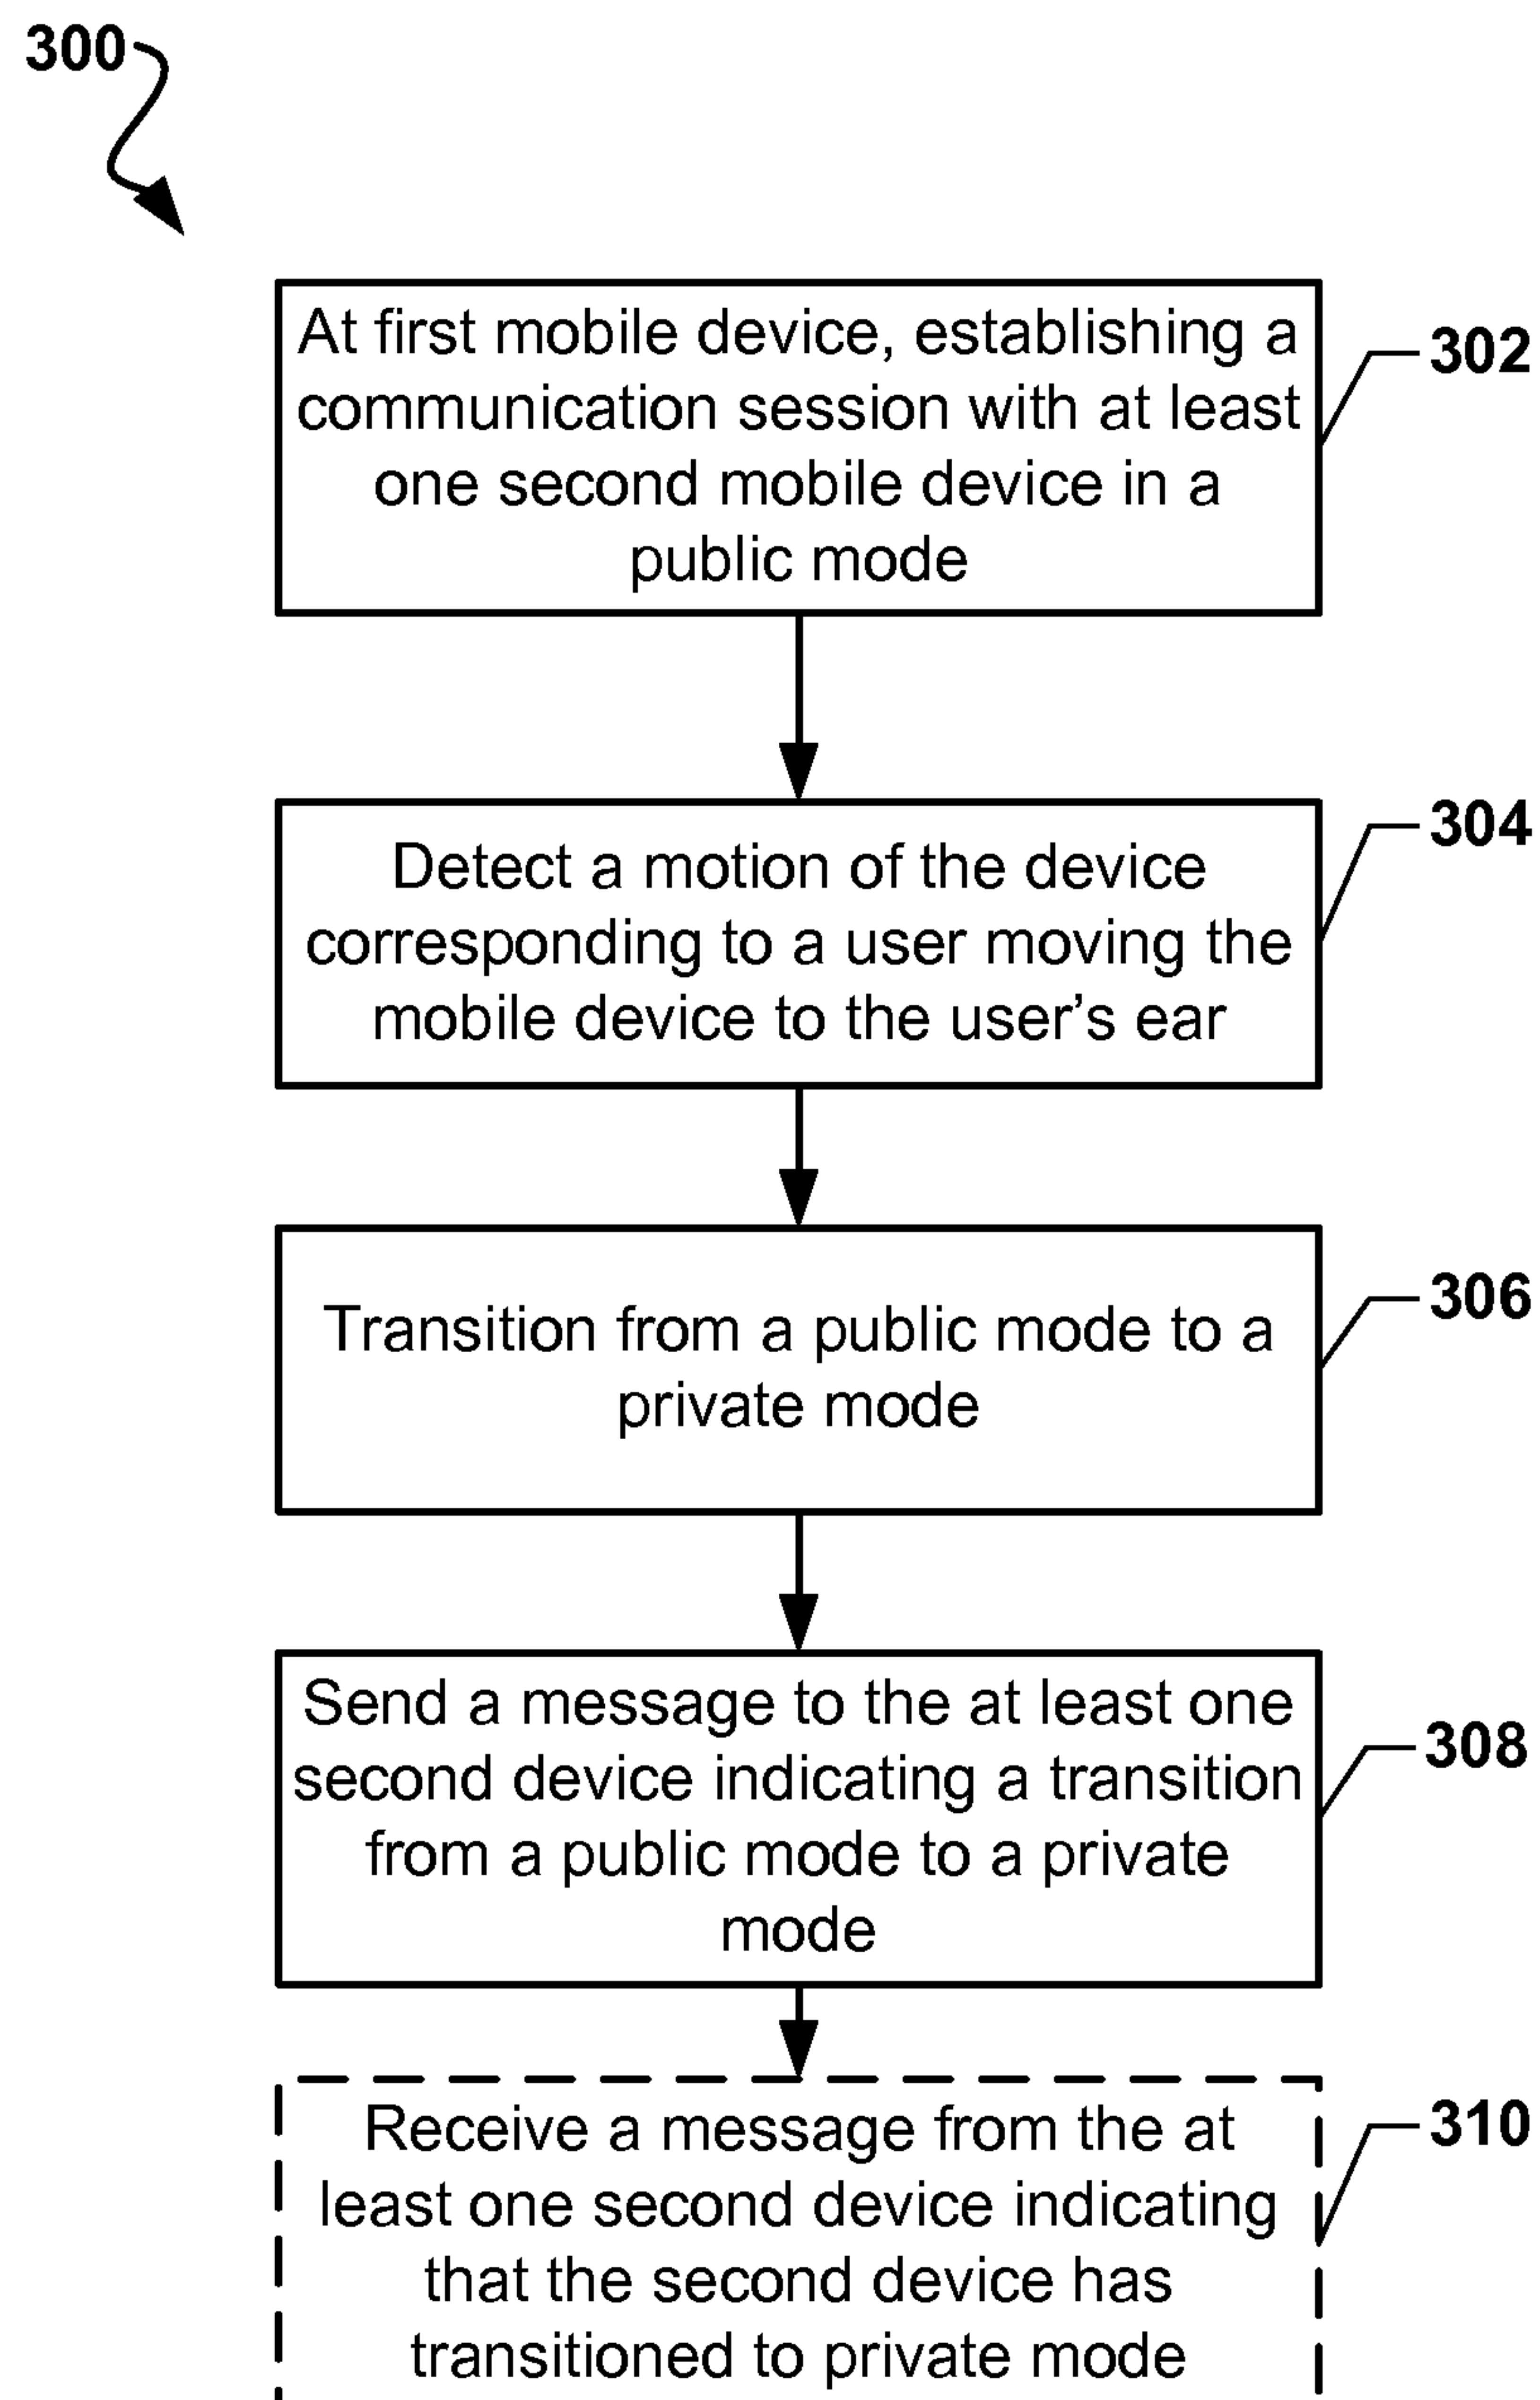 300
At first mobile device, establishing a
communication session with at least
one second mobile device in a
public mode
302
Detect a motion of the device
corresponding to a user moving the
mobile device to the user’s ear
304
Transition from a public mode to a
private mode
306
Send a message to the at least one
second device indicating a transition
from a public mode to a private
mode
308
Receive a message from the at
least one second device indicating
that the second device has
transitioned to private mode
310